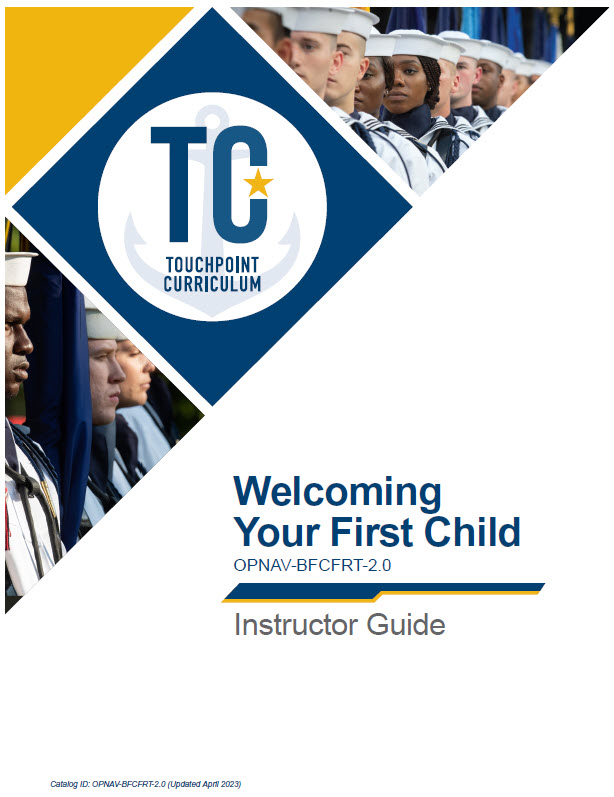 TC
TOUCHPOINT
CURRICULUM
Welcoming
Your First Child
OPNAV-BFCFRT-2.0
Instructor Guide
Catalog ID: OPNAV-BFCFRT-2.0 (Updated April 2023)